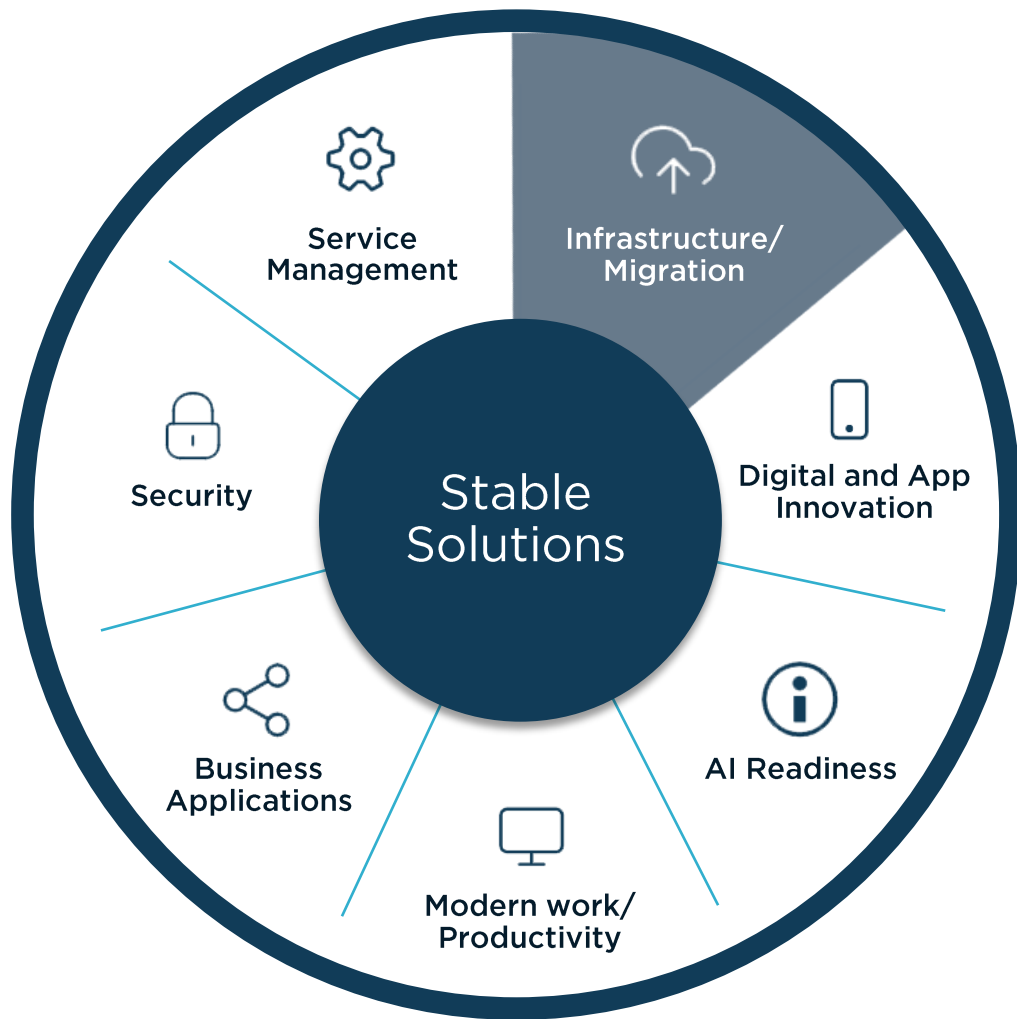 Service
Management
Infrastructure/
Migration
Digital and App
Innovation
AI Readiness
Modern work/
Productivity
Business
Applications
Security
Stable
Solutions